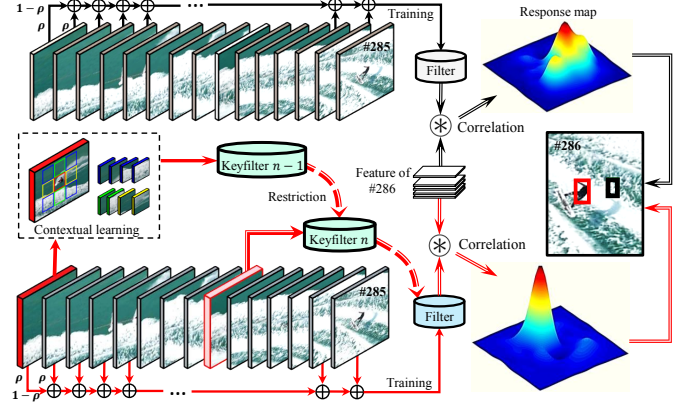 1 − ρ
ρ
ρ
...
Training
#285
Filter
Response map
Correlation
Feature of
#286
#286
Contextual learning
Keyfilter n − 1
Restriction
Keyfilter n
Correlation
#285
Filter
ρ
ρ
1 − ρ
...
Training